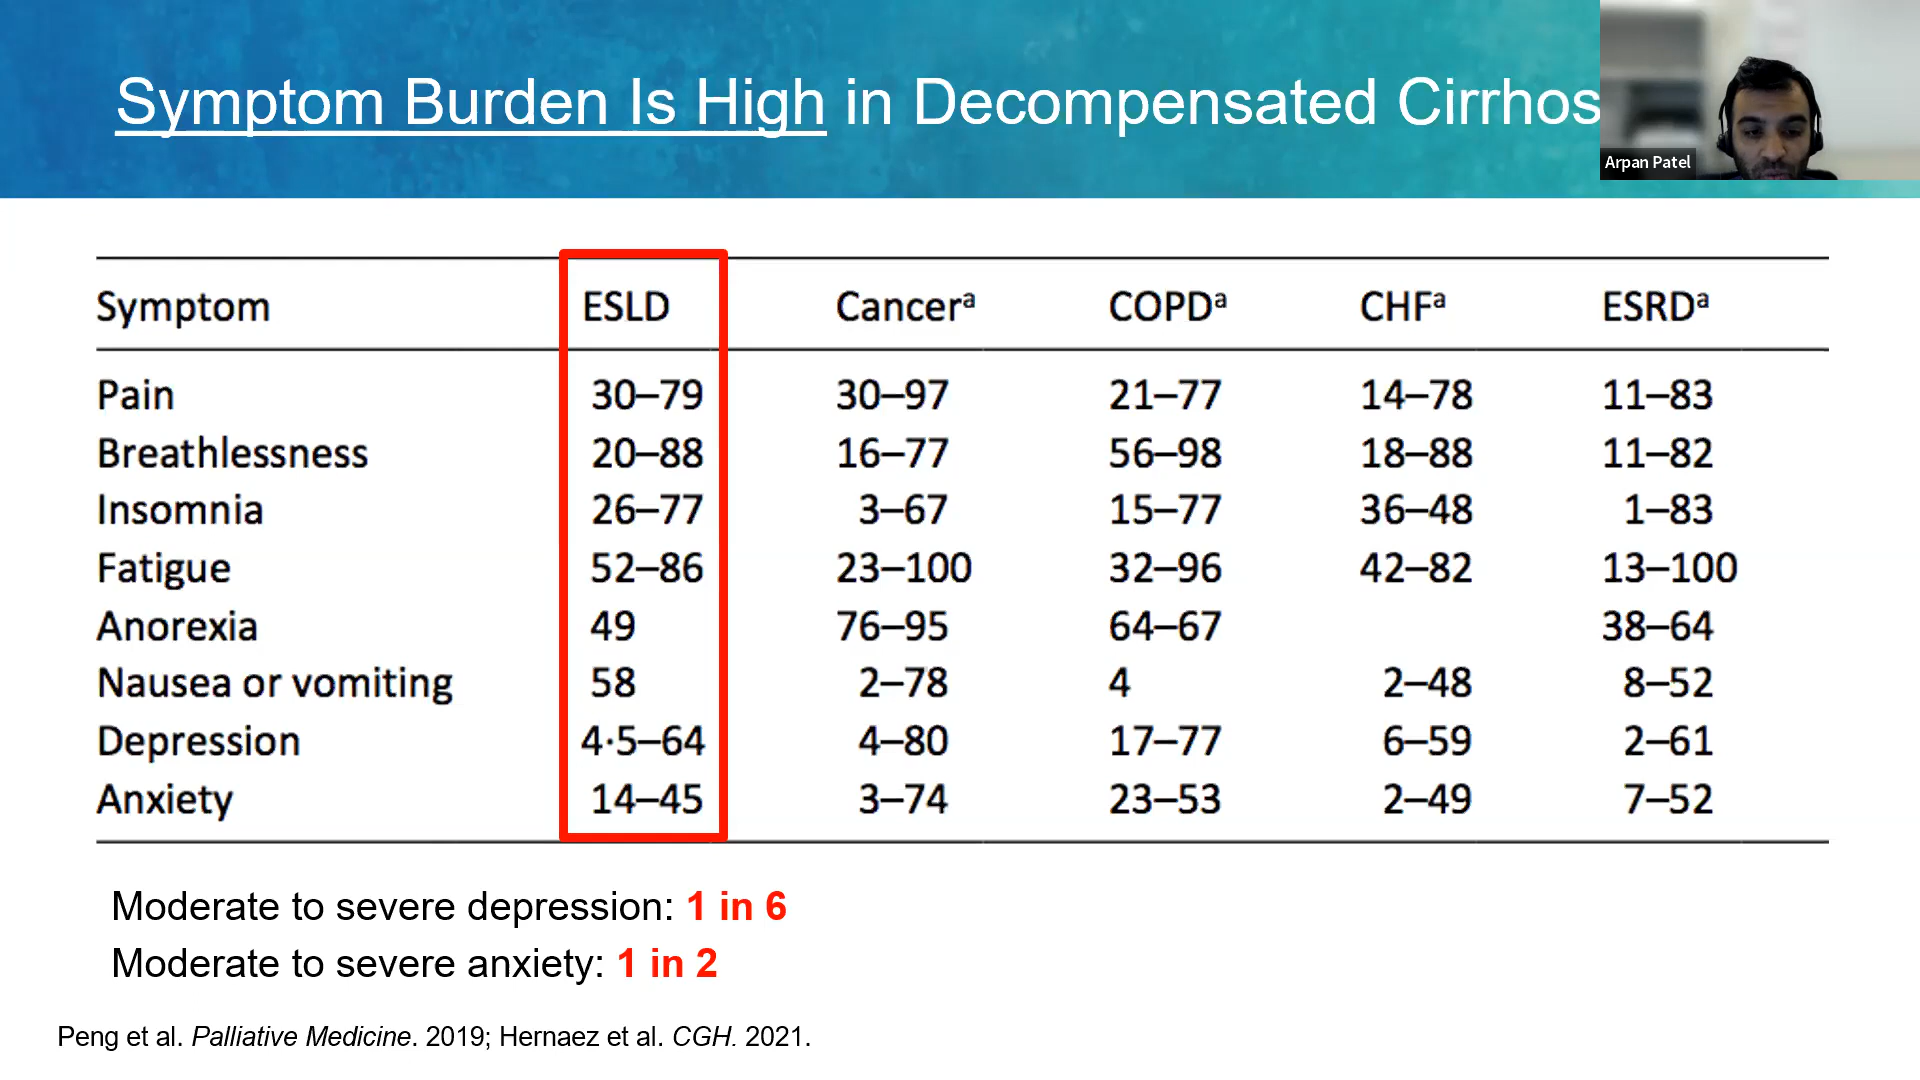 Symptom Burden Is High in Decompensated Cirrhos
Arpan Patel
Symptom ESLD Cancerᵃ COPDᵃ CHFᵃ ESRDᵃ
Pain 30–79 30–97 21–77 14–78 11–83
Breathlessness 20–88 16–77 56–98 18–88 11–82
Insomnia 26–77 3–67 15–77 36–48 1–83
Fatigue 52–86 23–100 32–96 42–82 13–100
Anorexia 49 76–95 64–67 38–64
Nausea or vomiting 58 2–78 4 2–48 8–52
Depression 4·5–64 4–80 17–77 6–59 2–61
Anxiety 14–45 3–74 23–53 2–49 7–52
Moderate to severe depression: 1 in 6
Moderate to severe anxiety: 1 in 2
Peng et al. Palliative Medicine. 2019; Hernaez et al. CGH. 2021.